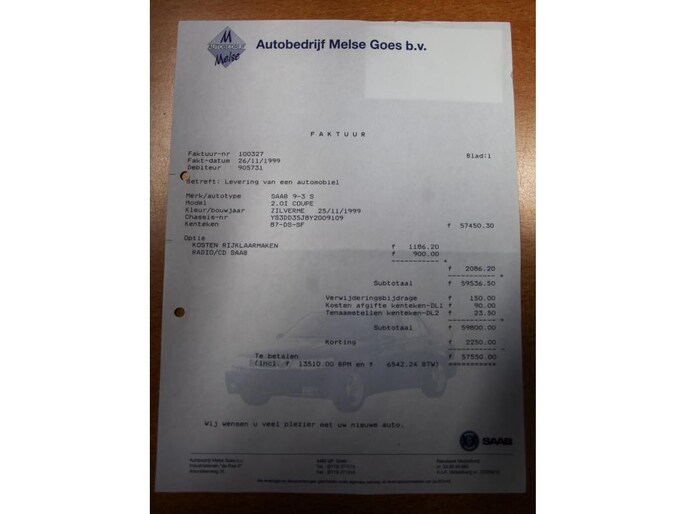 M
AUTOBEDRIJF
Melse
Autobedrijf Melse Goes b.v.
FAKTUUR
Faktuur-nr 100327
Fakt-datum 26/11/1999 Blad:1
Debiteur 905731
Betreft: Levering van een automobiel
Merk/autotype SAAB 9-3 S
Model 2.0I COUPE
Kleur/bouwjaar ZILVERME 25/11/1999
Chassis-nr YS3DD35J8Y2009109
Kenteken 87-DS-SF f 57450.30
Optie
KOSTEN RIJKLAARMAKEN f 1186.20
RADIO/CD SAAB f 900.00
----------- +
f 2086.20
----------- +
Subtotaal f 59536.50
Verwijderingsbijdrage f 150.00
Kosten afgifte kenteken-DL1 f 90.00
Tenaamstellen kenteken-DL2 f 23.50
----------- +
Subtotaal f 59800.00
Korting f 2250.00
----------- -
Te betalen f 57550.00
(incl f 13510.00 BPM en f 6542.24 BTW) ===========
Wij wensen u veel plezier met uw nieuwe auto.
SAAB
Autobedrijf Melse Goes b.v.